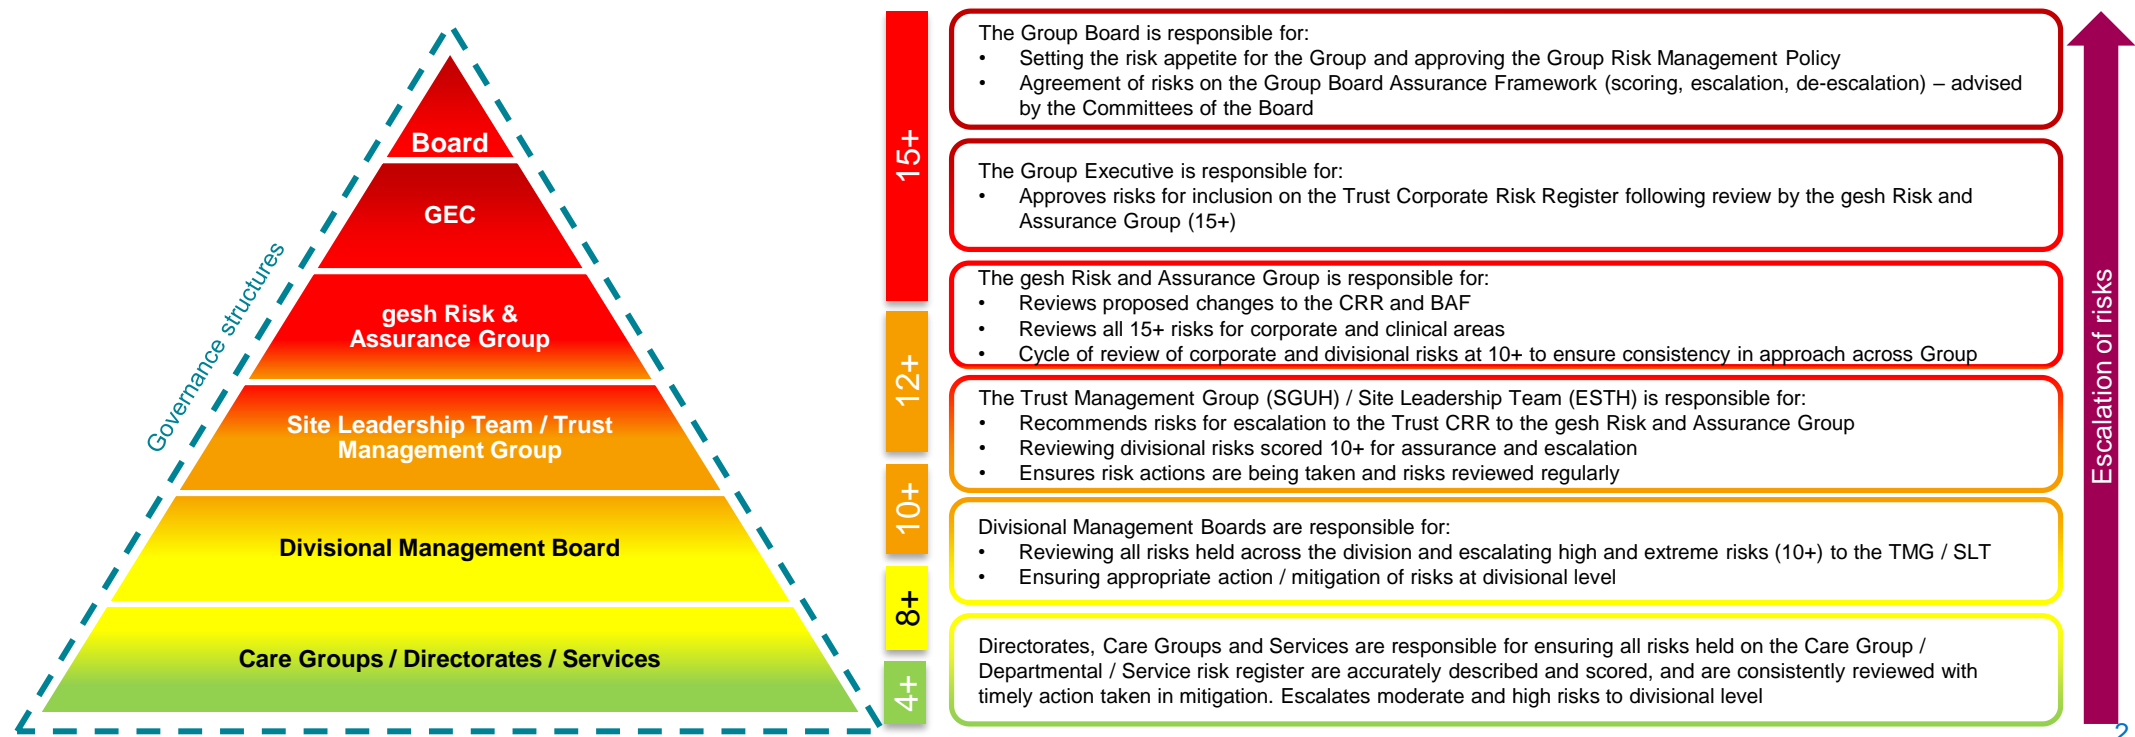 Governance structures
Board
GEC
gesh Risk &
Assurance Group
Site Leadership Team / Trust
Management Group
Divisional Management Board
Care Groups / Directorates / Services
15+
12+
10+
8+
4+
The Group Board is responsible for:
• Setting the risk appetite for the Group and approving the Group Risk Management Policy
• Agreement of risks on the Group Board Assurance Framework (scoring, escalation, de-escalation) – advised
by the Committees of the Board
The Group Executive is responsible for:
• Approves risks for inclusion on the Trust Corporate Risk Register following review by the gesh Risk and
Assurance Group (15+)
The gesh Risk and Assurance Group is responsible for:
• Reviews proposed changes to the CRR and BAF
• Reviews all 15+ risks for corporate and clinical areas
• Cycle of review of corporate and divisional risks at 10+ to ensure consistency in approach across Group
The Trust Management Group (SGUH) / Site Leadership Team (ESTH) is responsible for:
• Recommends risks for escalation to the Trust CRR to the gesh Risk and Assurance Group
• Reviewing divisional risks scored 10+ for assurance and escalation
• Ensures risk actions are being taken and risks reviewed regularly
Divisional Management Boards are responsible for:
• Reviewing all risks held across the division and escalating high and extreme risks (10+) to the TMG / SLT
• Ensuring appropriate action / mitigation of risks at divisional level
Directorates, Care Groups and Services are responsible for ensuring all risks held on the Care Group /
Departmental / Service risk register are accurately described and scored, and are consistently reviewed with
timely action taken in mitigation. Escalates moderate and high risks to divisional level
Escalation of risks
2